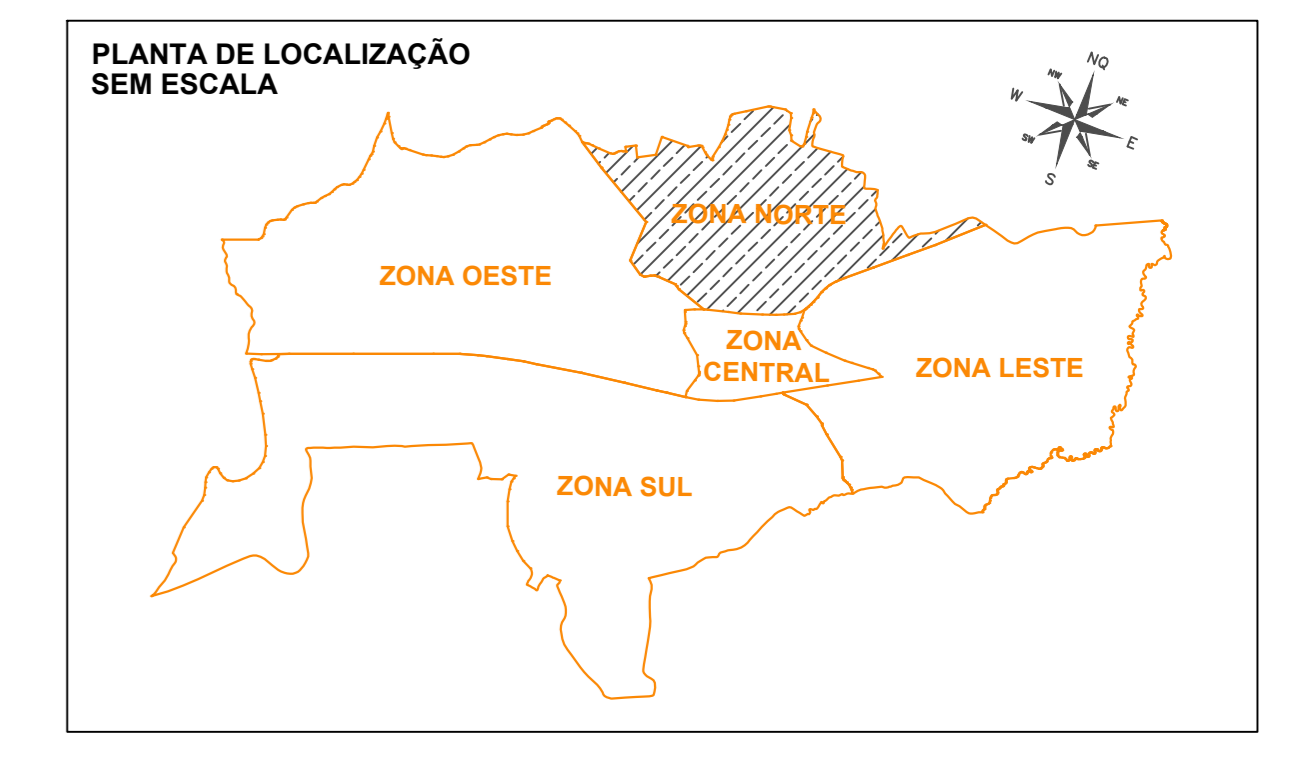 PLANTA DE LOCALIZAÇÃO
SEM ESCALA
NQ
NW
NE
W
E
SW
SE
S
ZONA NORTE
ZONA OESTE
ZONA
CENTRAL
ZONA LESTE
ZONA SUL